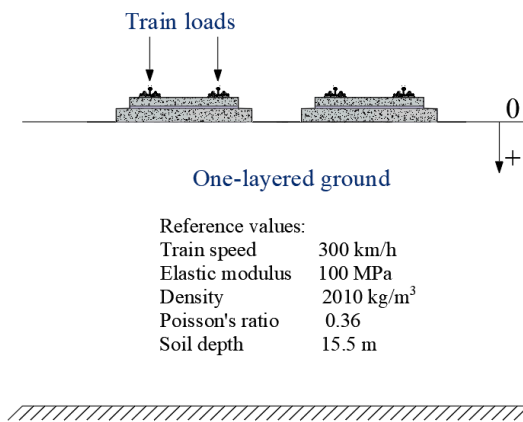 Train loads
0
+
One-layered ground
Reference values:
Train speed 300 km/h
Elastic modulus 100 MPa
Density 2010 kg/m³
Poisson's ratio 0.36
Soil depth 15.5 m